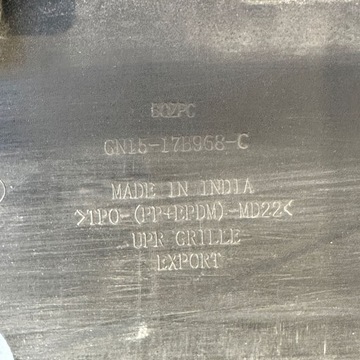 GN15-17B968-C
MADE IN INDIA
>TPO-(PP+EPDM)-MD22<
UPR GRILLE
EXPORT